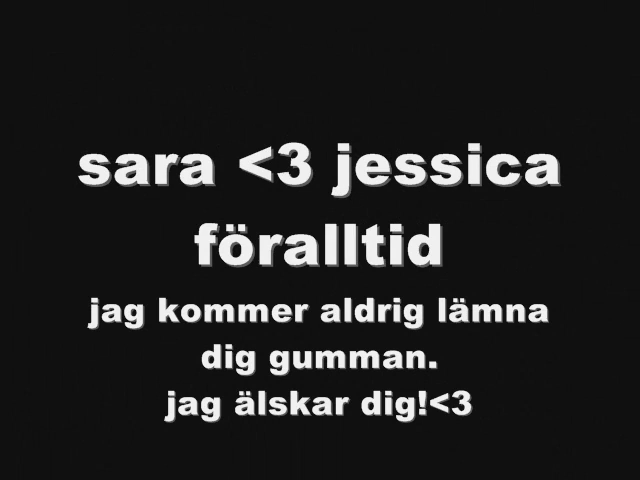 sara <3 jessica
föralltid
jag kommer aldrig lämna
dig gumman.
jag älskar dig!<3